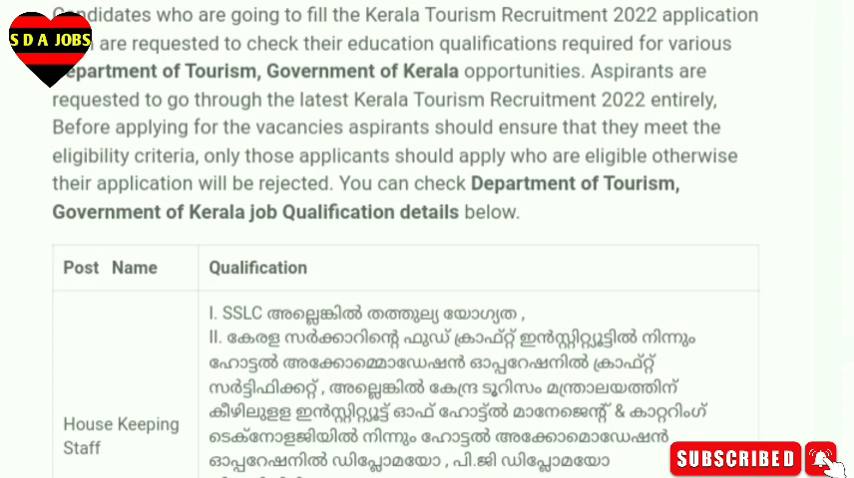 Candidates who are going to fill the Kerala Tourism Recruitment 2022 application
S D A JOBS
are requested to check their education qualifications required for various
Department of Tourism, Government of Kerala opportunities. Aspirants are
requested to go through the latest Kerala Tourism Recruitment 2022 entirely,
Before applying for the vacancies aspirants should ensure that they meet the
eligibility criteria, only those applicants should apply who are eligible otherwise
their application will be rejected. You can check Department of Tourism,
Government of Kerala job Qualification details below.
Post Name
Qualification
I. SSLC അല്ലെങ്കിൽ തത്തുല്യ യോഗ്യത ,
II. കേരള സർക്കാറിന്റെ ഫുഡ് ക്രാഫ്റ്റ് ഇൻസ്റ്റിറ്റ്യൂട്ടിൽ നിന്നും
ഹോട്ടൽ അക്കോമ്മൊഡേഷൻ ഓപ്പറേഷനിൽ ക്രാഫ്റ്റ്
സർട്ടിഫിക്കറ്റ് , അല്ലെങ്കിൽ കേന്ദ്ര ടൂറിസം മന്ത്രാലയത്തിന്
കീഴിലുളള ഇൻസ്റ്റിറ്റ്യൂട്ട് ഓഫ് ഹോട്ട്ൽ മാനേജെന്റ് & കാറ്ററിംഗ്
ടെക്നോളജിയിൽ നിന്നും ഹോട്ടൽ അക്കോമൊഡേഷൻ
ഓപ്പറേഷനിൽ ഡിപ്ലോമയോ , പി.ജി ഡിപ്ലോമയോ
House Keeping
Staff
SUBSCRIBED